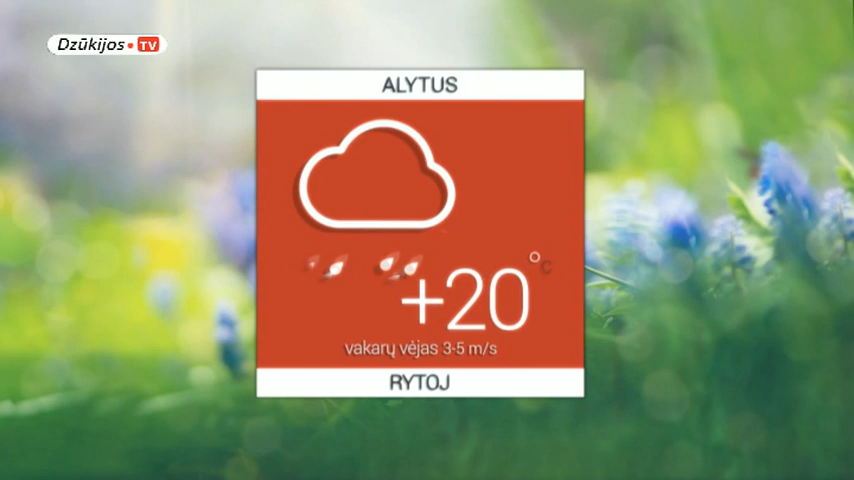 Dzūkijos TV
ALYTUS
+20°C
vakarų vėjas 3-5 m/s
RYTOJ